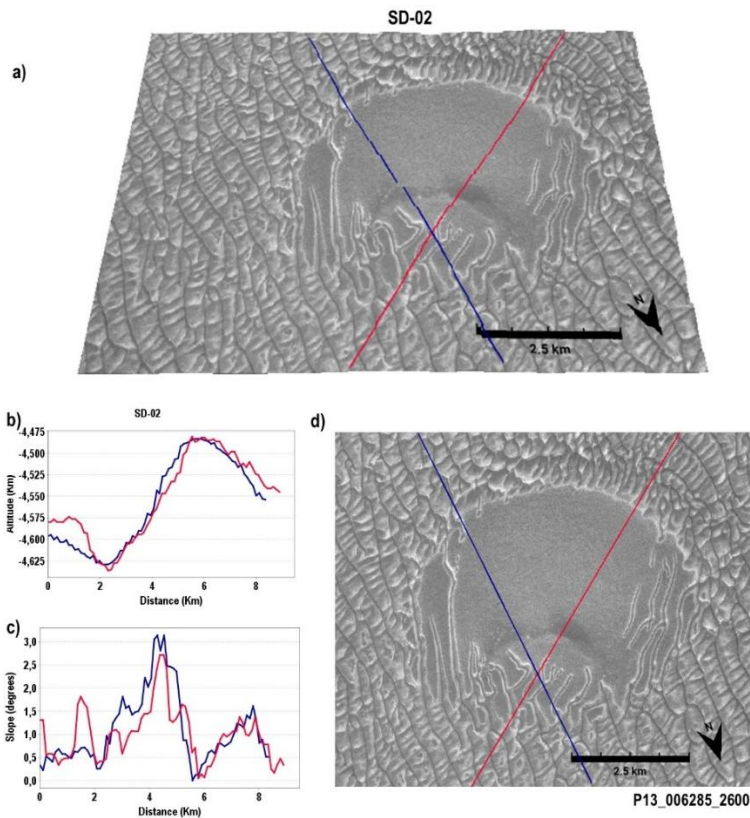 SD-02
a)
N
2.5 km
b)
SD-02
-4,475
-4,500
-4,525
-4,550
-4,575
-4,600
-4,625
Altitude (Km)
0 2 4 6 8
Distance (Km)
c)
3,0
2,5
2,0
1,5
1,0
0,5
0,0
Slope (degrees)
0 2 4 6 8
Distance (Km)
d)
N
2.5 km
P13_006285_2600